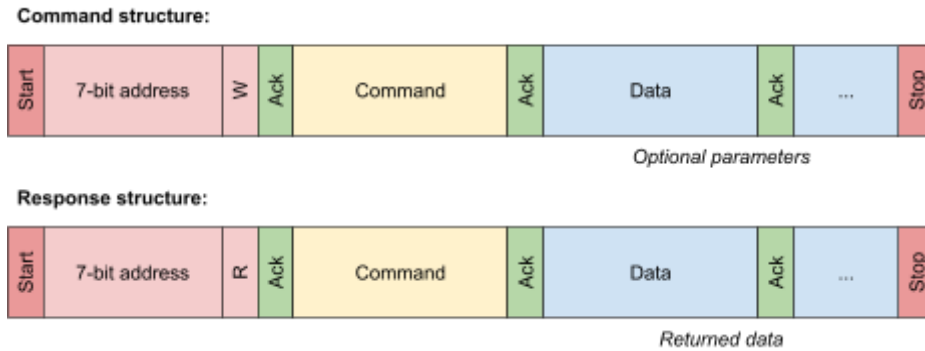 Command structure:
Start 7-bit address W Ack Command Ack Data Ack ... Stop
Optional parameters
Response structure:
Start 7-bit address R Ack Command Ack Data Ack ... Stop
Returned data